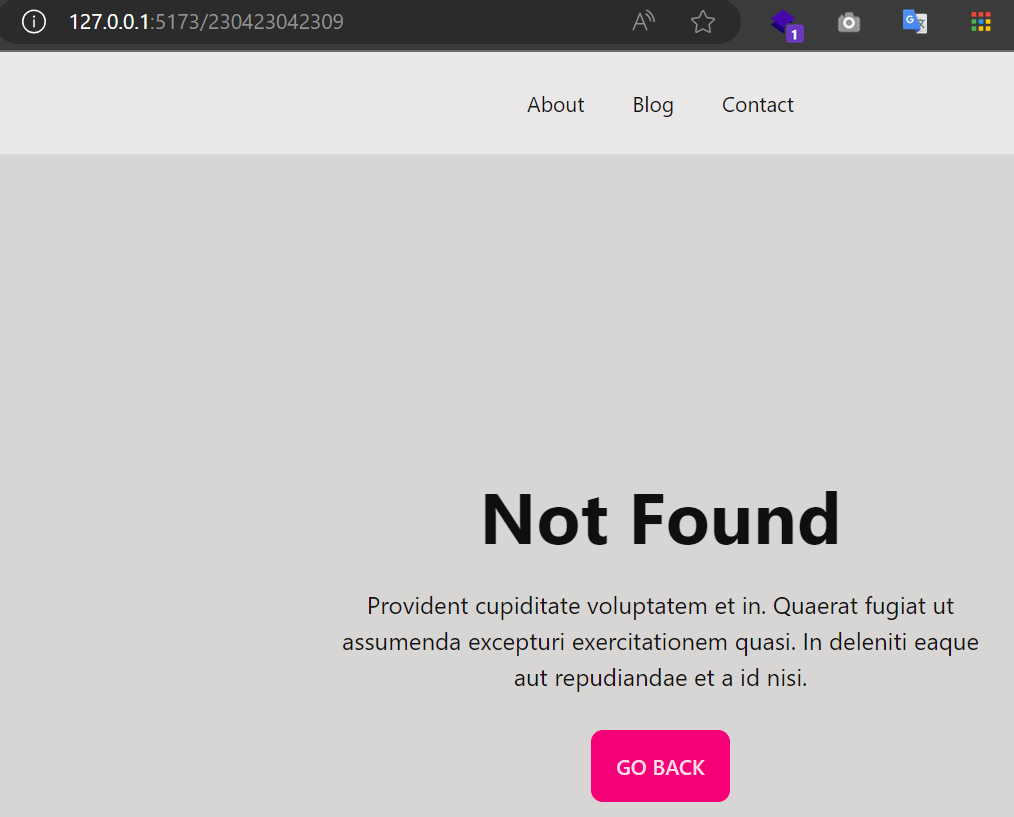 127.0.0.1:5173/230423042309
1
About Blog Contact
Not Found
Provident cupiditate voluptatem et in. Quaerat fugiat ut
assumenda excepturi exercitationem quasi. In deleniti eaque
aut repudiandae et a id nisi.
GO BACK